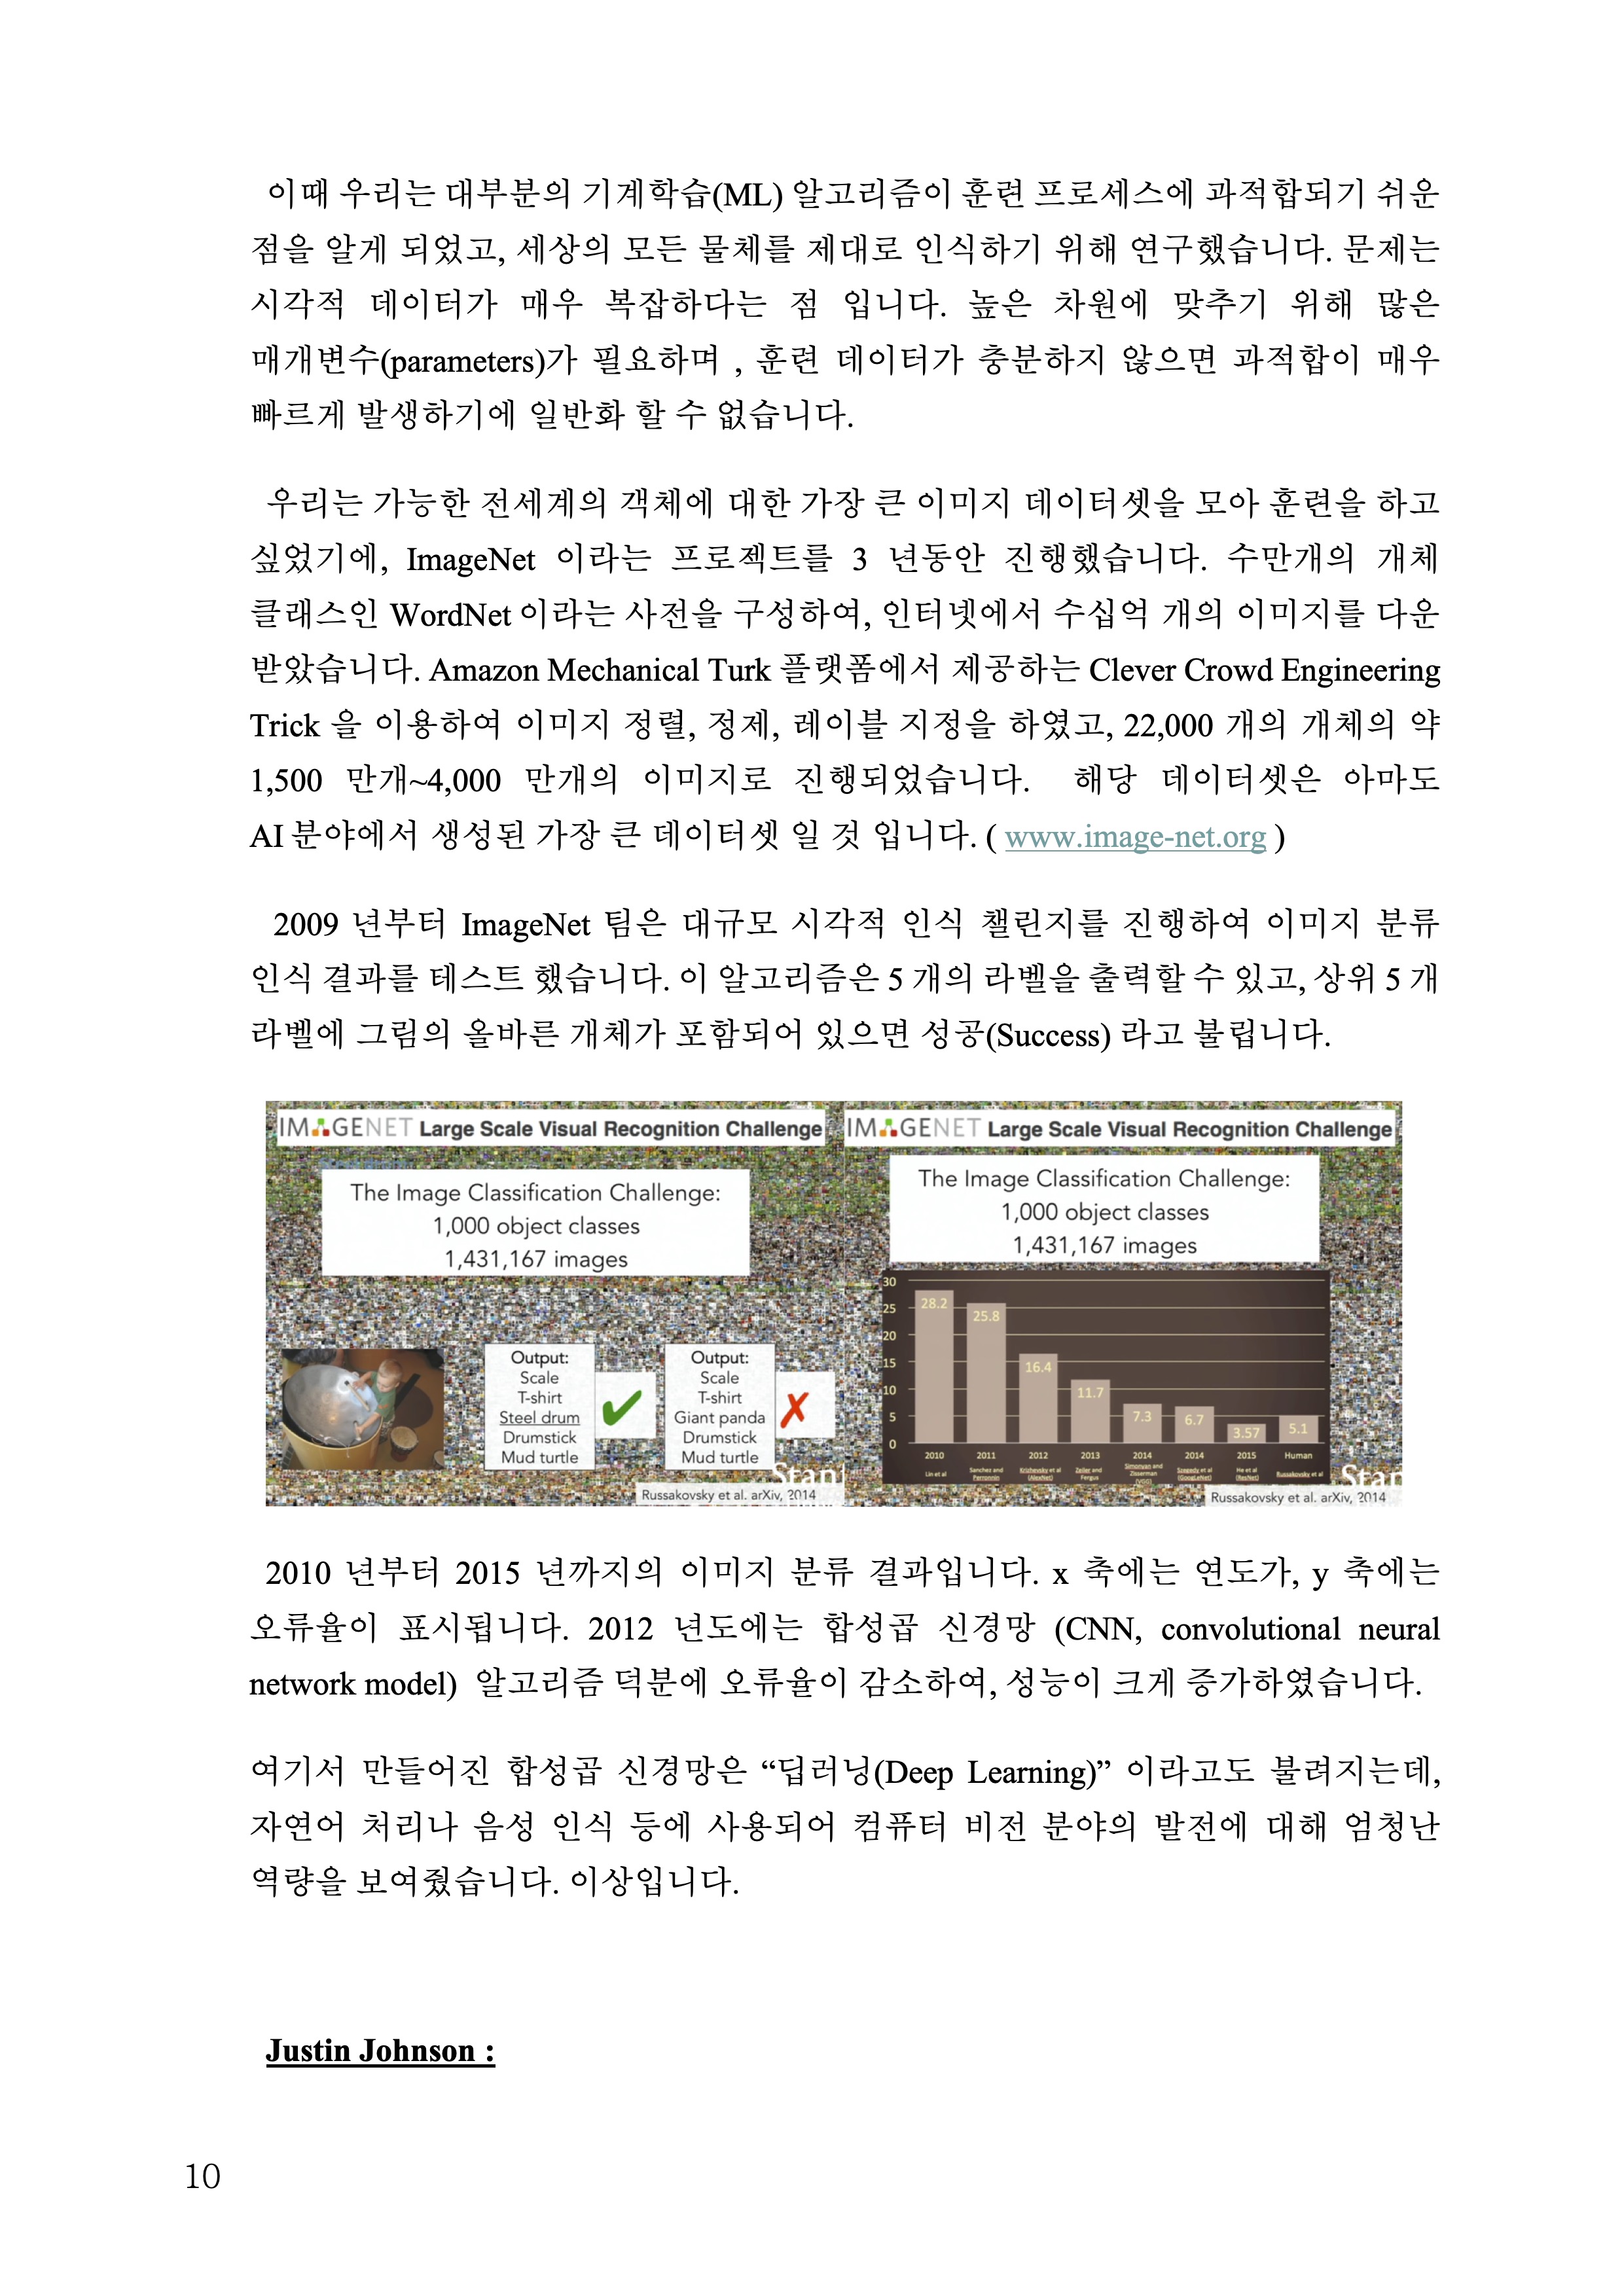 이때 우리는 대부분의 기계학습(ML) 알고리즘이 훈련 프로세스에 과적합되기 쉬운
점을 알게 되었고, 세상의 모든 물체를 제대로 인식하기 위해 연구했습니다. 문제는
시각적 데이터가 매우 복잡하다는 점 입니다. 높은 차원에 맞추기 위해 많은
매개변수(parameters)가 필요하며 , 훈련 데이터가 충분하지 않으면 과적합이 매우
빠르게 발생하기에 일반화 할 수 없습니다.
우리는 가능한 전세계의 객체에 대한 가장 큰 이미지 데이터셋을 모아 훈련을 하고
싶었기에, ImageNet 이라는 프로젝트를 3 년동안 진행했습니다. 수만개의 개체
클래스인 WordNet 이라는 사전을 구성하여, 인터넷에서 수십억 개의 이미지를 다운
받았습니다. Amazon Mechanical Turk 플랫폼에서 제공하는 Clever Crowd Engineering
Trick 을 이용하여 이미지 정렬, 정제, 레이블 지정을 하였고, 22,000 개의 개체의 약
1,500 만개~4,000 만개의 이미지로 진행되었습니다. 해당 데이터셋은 아마도
AI 분야에서 생성된 가장 큰 데이터셋 일 것 입니다. ( www.image-net.org )
2009 년부터 ImageNet 팀은 대규모 시각적 인식 챌린지를 진행하여 이미지 분류
인식 결과를 테스트 했습니다. 이 알고리즘은 5 개의 라벨을 출력할 수 있고, 상위 5 개
라벨에 그림의 올바른 개체가 포함되어 있으면 성공(Success) 라고 불립니다.
IMAGENET Large Scale Visual Recognition Challenge
The Image Classification Challenge:
1,000 object classes
1,431,167 images
Output:
Scale
T-shirt
Steel drum
Drumstick
Mud turtle
Output:
Scale
T-shirt
Giant panda
Drumstick
Mud turtle
Stan
Russakovsky et al. arXiv, 2014
IMAGENET Large Scale Visual Recognition Challenge
The Image Classification Challenge:
1,000 object classes
1,431,167 images
30
25
20
15
10
5
0
28.2
25.8
16.4
11.7
7.3
6.7
3.57
5.1
2010 2011 2012 2013 2014 2014 2015 Human
Lin et al
Sanchez and Perronnin
Krizhevsky et al (AlexNet)
Zeiler and Fergus
Simonyan and Zisserman (VGG)
Szegedy et al (GoogLeNet)
He et al (ResNet)
Russakovsky et al
Star
Russakovsky et al. arXiv, 2014
2010 년부터 2015 년까지의 이미지 분류 결과입니다. x 축에는 연도가, y 축에는
오류율이 표시됩니다. 2012 년도에는 합성곱 신경망 (CNN, convolutional neural
network model) 알고리즘 덕분에 오류율이 감소하여, 성능이 크게 증가하였습니다.
여기서 만들어진 합성곱 신경망은 “딥러닝(Deep Learning)” 이라고도 불려지는데,
자연어 처리나 음성 인식 등에 사용되어 컴퓨터 비전 분야의 발전에 대해 엄청난
역량을 보여줬습니다. 이상입니다.
Justin Johnson :
10